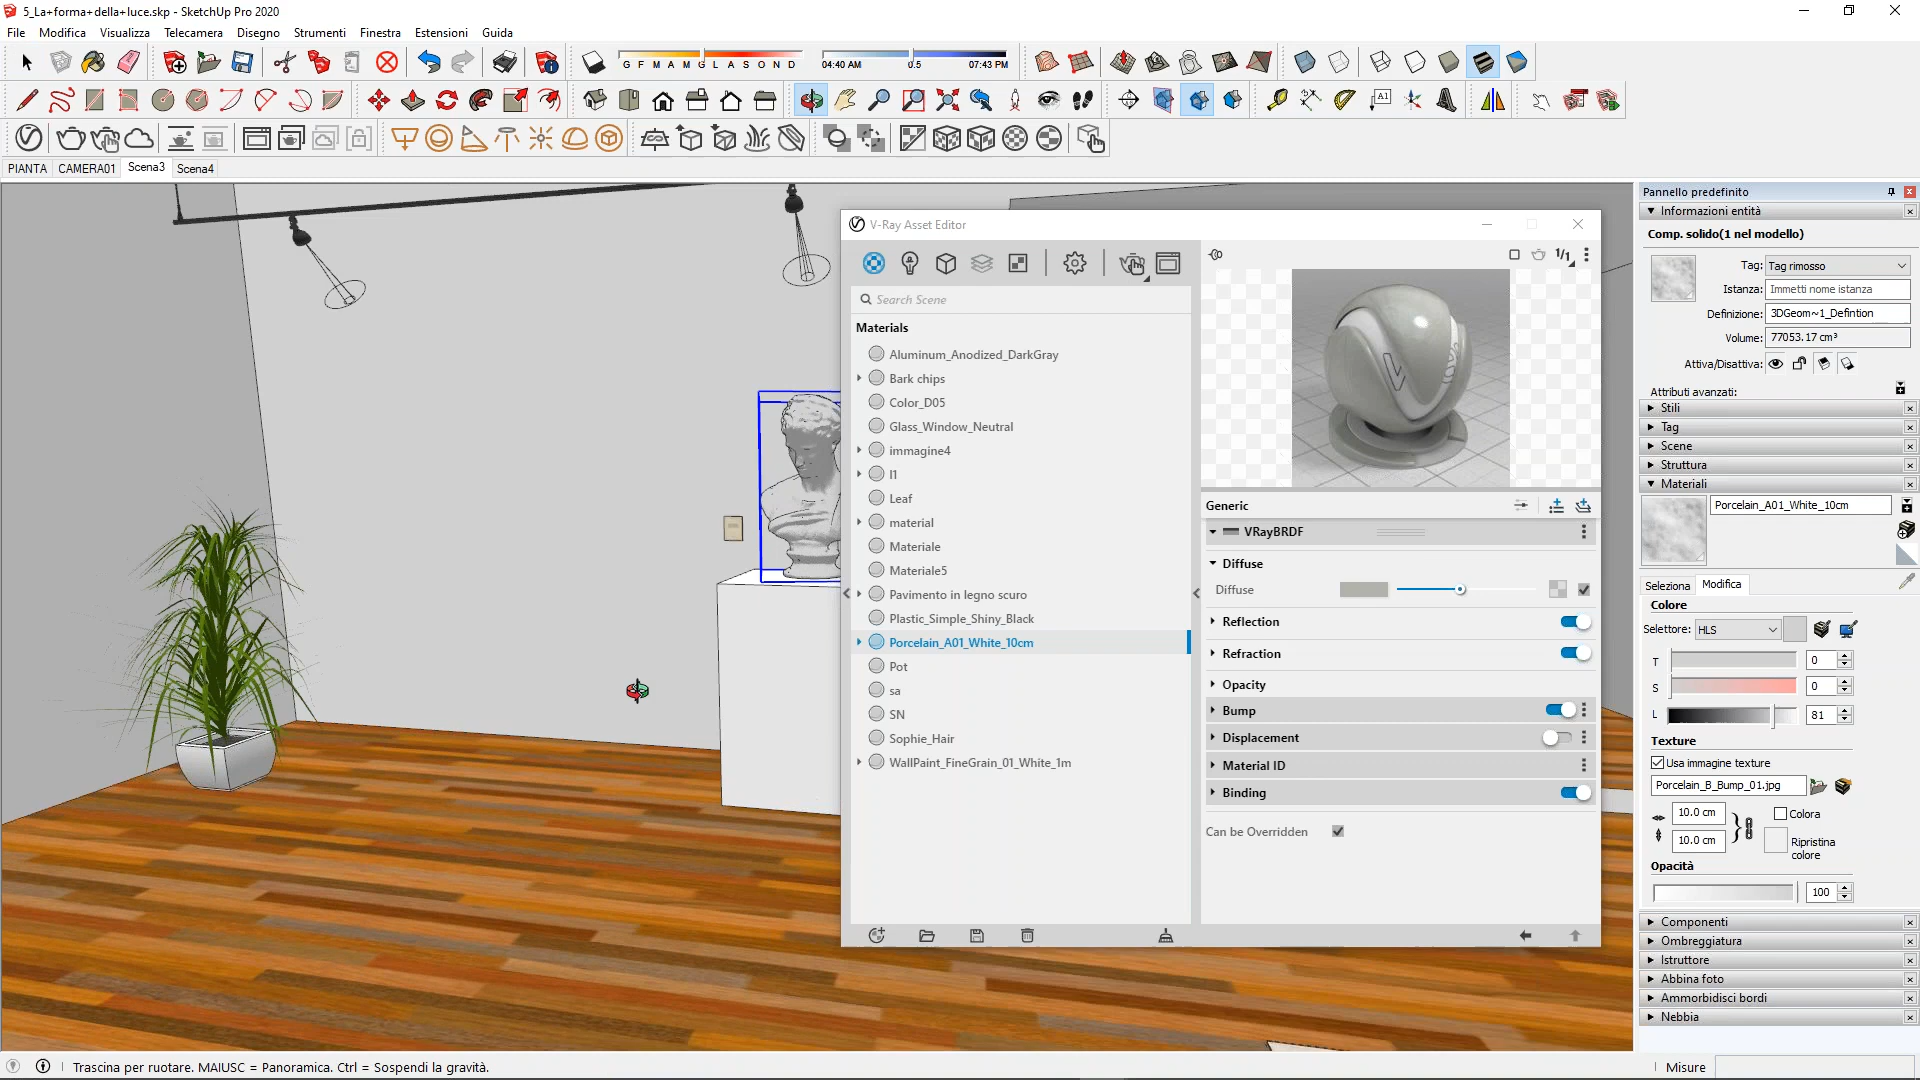 5_La+forma+della+luce.skp - SketchUp Pro 2020
File Modifica Visualizza Telecamera Disegno Strumenti Finestra Estensioni Guida
G F M A M G L A S O N D
04:40 AM 0.5 07:43 PM
A1
PIANTA CAMERA01 Scena3 Scena4
V-Ray Asset Editor
1/1
Search Scene
Materials
Aluminum_Anodized_DarkGray
Bark chips
Color_D05
Glass_Window_Neutral
immagine4
Leaf
material
Materiale
Materiale5
Pavimento in legno scuro
Plastic_Simple_Shiny_Black
Porcelain_A01_White_10cm
Pot
sa
SN
Sophie_Hair
WallPaint_FineGrain_01_White_1m
Generic
VRayBRDF
Diffuse
Diffuse
Reflection
Refraction
Opacity
Bump
Displacement
Material ID
Binding
Can be Overridden
Pannello predefinito
Informazioni entità
Comp. solido(1 nel modello)
Tag: Tag rimosso
Istanza: Immetti nome istanza
Definizione: 3DGeom~1_Defintion
Volume: 77053.17 cm³
Attiva/Disattiva:
Attributi avanzati:
Stili
Tag
Scene
Struttura
Materiali
Porcelain_A01_White_10cm
Seleziona Modifica
Colore
Selettore: HLS
T 0
S 0
L 81
Texture
Usa immagine texture
Porcelain_B_Bump_01.jpg
10.0 cm Colora
10.0 cm Ripristina
colore
Opacità
100
Componenti
Ombreggiatura
Istruttore
Abbina foto
Ammorbidisci bordi
Nebbia
Trascina per ruotare. MAIUSC = Panoramica. Ctrl = Sospendi la gravità.
Misure